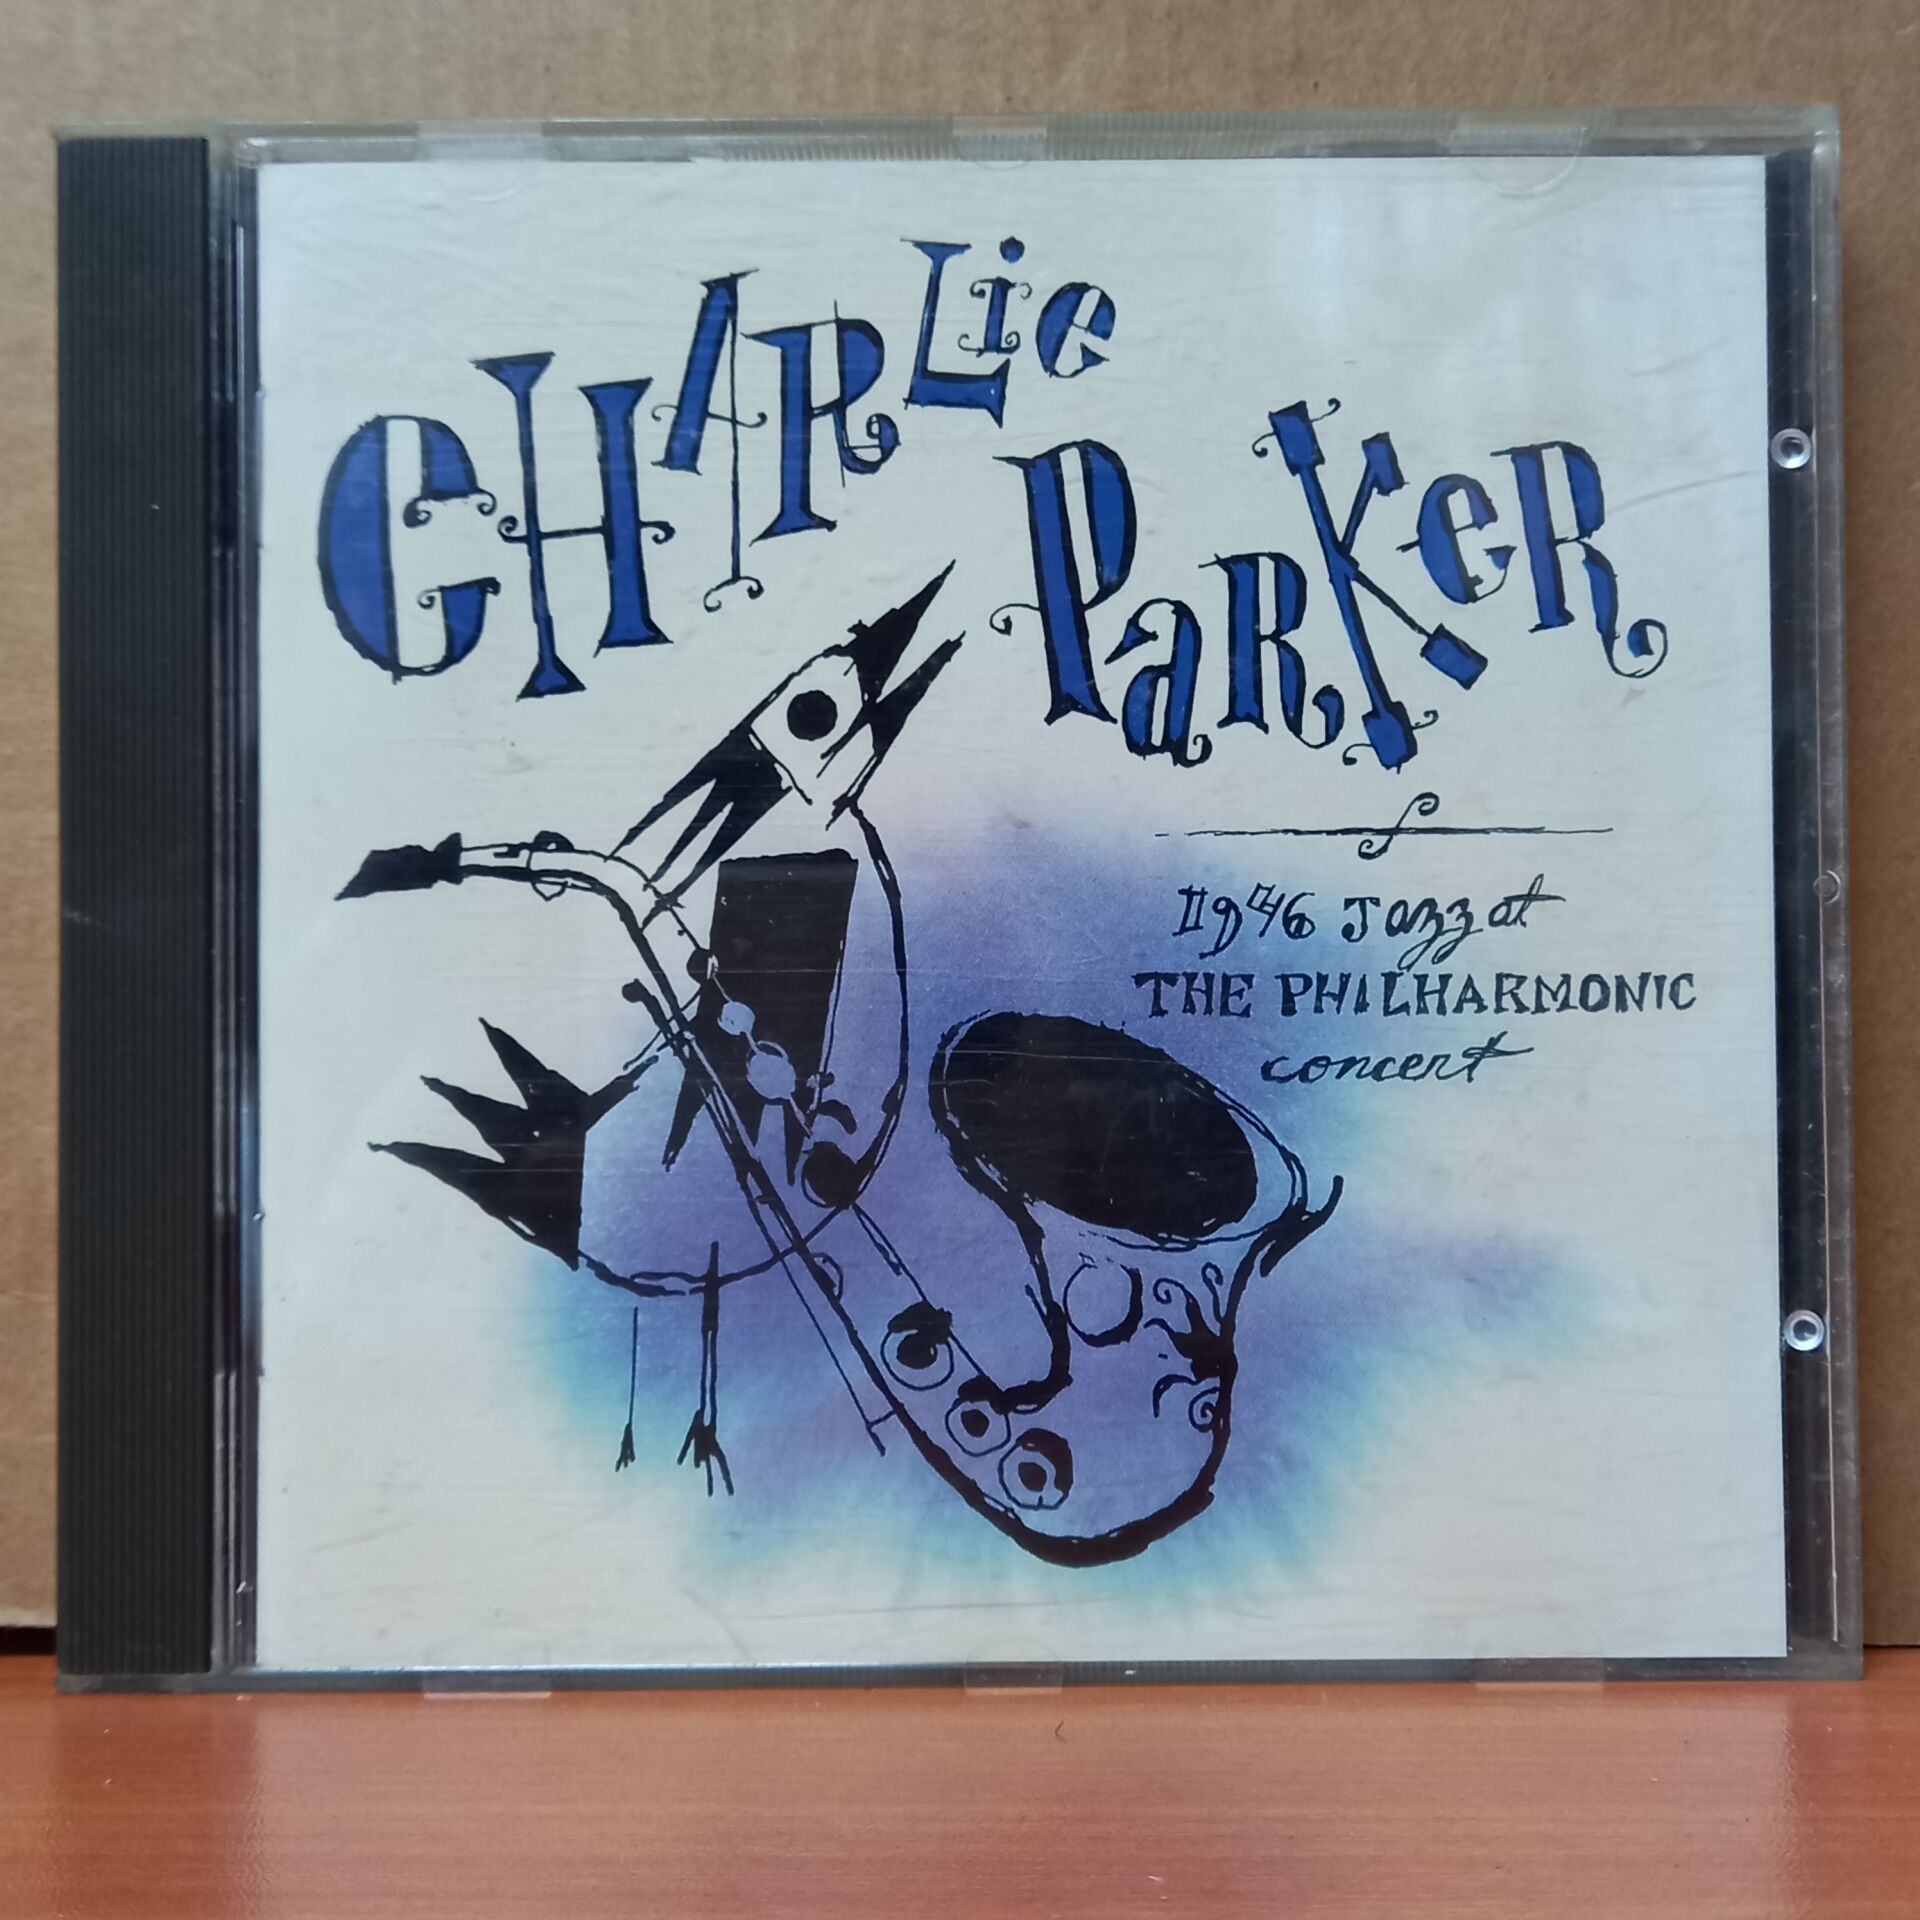 CHARLie
PaRKeR
1946 Jazz at
THE PHiLHARMONIC
concert